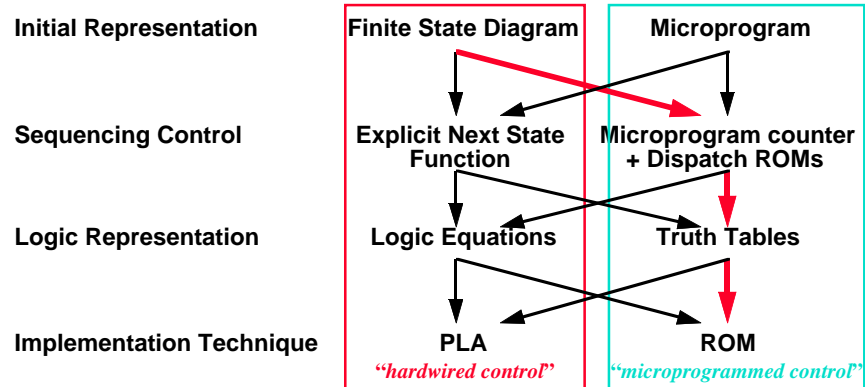 Initial Representation Finite State Diagram Microprogram
Sequencing Control Explicit Next State Microprogram counter
Function + Dispatch ROMs
Logic Representation Logic Equations Truth Tables
Implementation Technique PLA ROM
“hardwired control” “microprogrammed control”